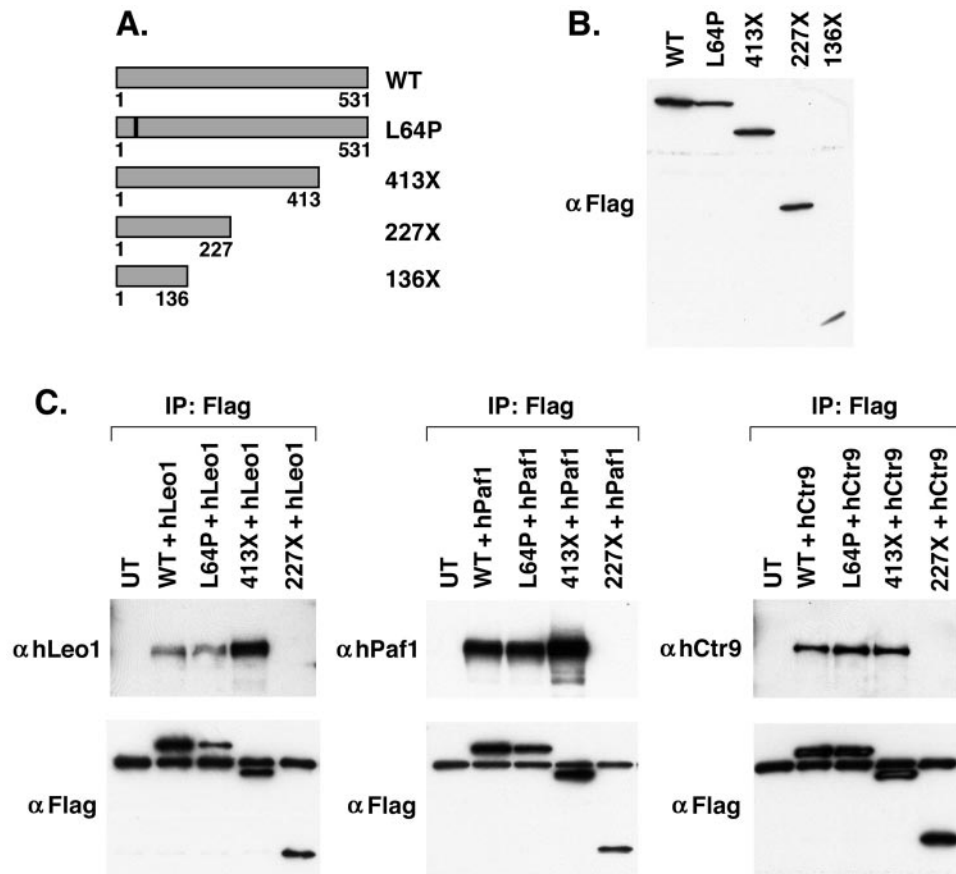 A.
WT
1 531
L64P
1 531
413X
1 413
227X
1 227
136X
1 136
B.
WT
L64P
413X
227X
136X
α Flag
C.
IP: Flag
UT
WT + hLeo1
L64P + hLeo1
413X + hLeo1
227X + hLeo1
α hLeo1
α Flag
IP: Flag
UT
WT + hPaf1
L64P + hPaf1
413X + hPaf1
227X + hPaf1
α hPaf1
α Flag
IP: Flag
UT
WT + hCtr9
L64P + hCtr9
413X + hCtr9
227X + hCtr9
α hCtr9
α Flag